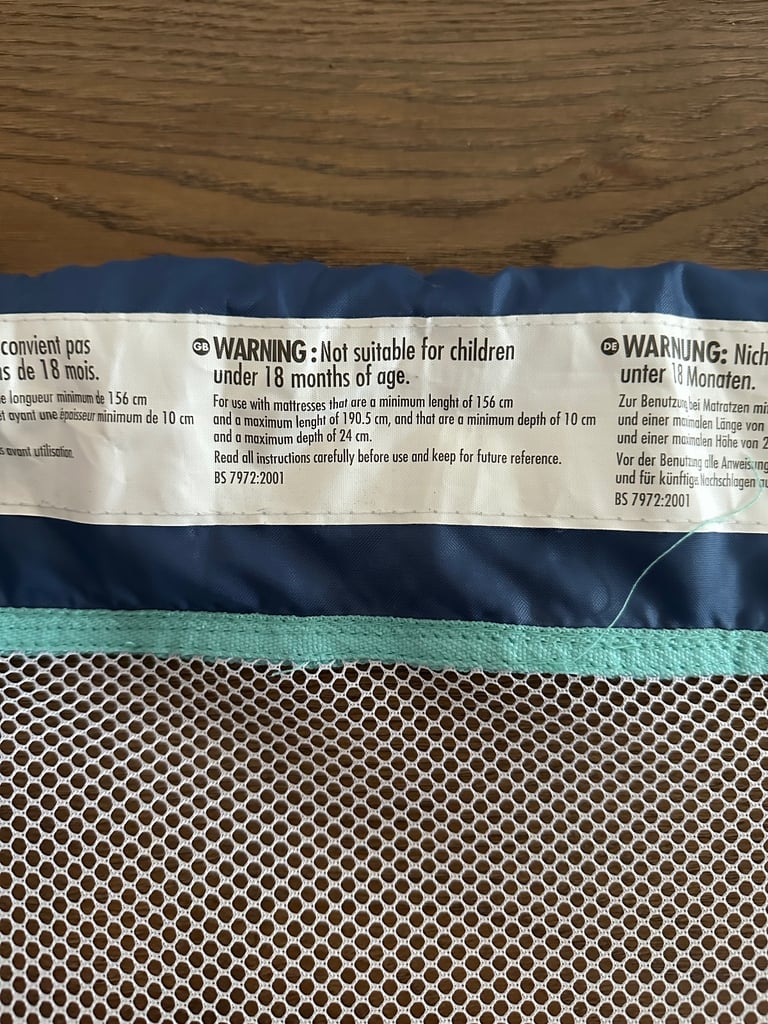 convient pas
de 18 mois.
longueur minimum de 156 cm
et ayant une épaisseur minimum de 10 cm
avant utilisation.
GB WARNING : Not suitable for children
under 18 months of age.
For use with mattresses that are a minimum lenght of 156 cm
and a maximum lenght of 190.5 cm, and that are a minimum depth of 10 cm
and a maximum depth of 24 cm.
Read all instructions carefully before use and keep for future reference.
BS 7972:2001
DE WARNUNG: Nich
unter 18 Monaten.
Zur Benutzung bei Matratzen mi
und einer maximalen Länge von
und einer maximalen Höhe von 2
Vor der Benutzung alle Anweisung
und für künftige Nachschlagen
BS 7972:2001